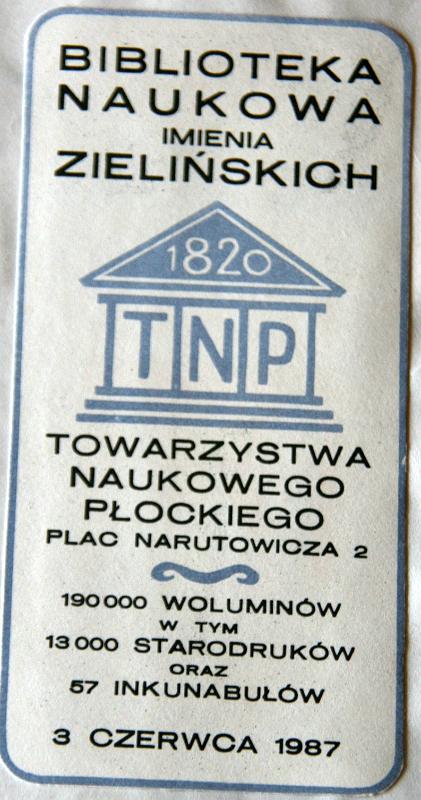 BIBLIOTEKA
NAUKOWA
IMIENIA
ZIELIŃSKICH
1820
TNP
TOWARZYSTWA
NAUKOWEGO
PŁOCKIEGO
PLAC NARUTOWICZA 2
190 000 WOLUMINÓW
W TYM
13 000 STARODRUKÓW
ORAZ
57 INKUNABUŁÓW
3 CZERWCA 1987